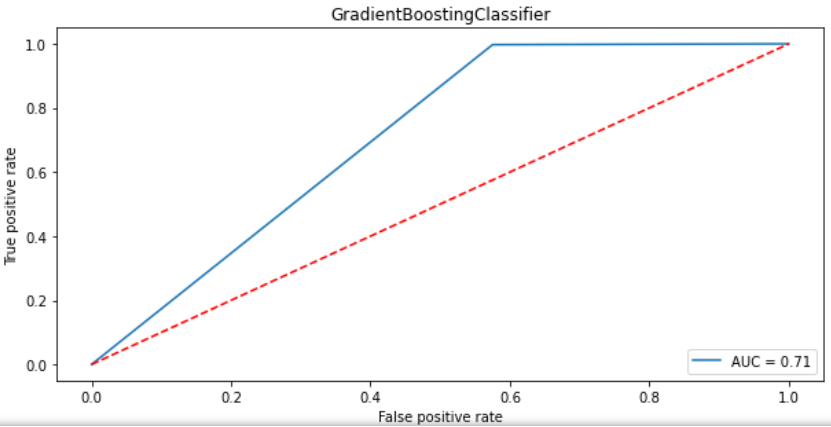 GradientBoostingClassifier
1.0
0.8
0.6
0.4
0.2
0.0
True positive rate
AUC = 0.71
0.0 0.2 0.4 0.6 0.8 1.0
False positive rate